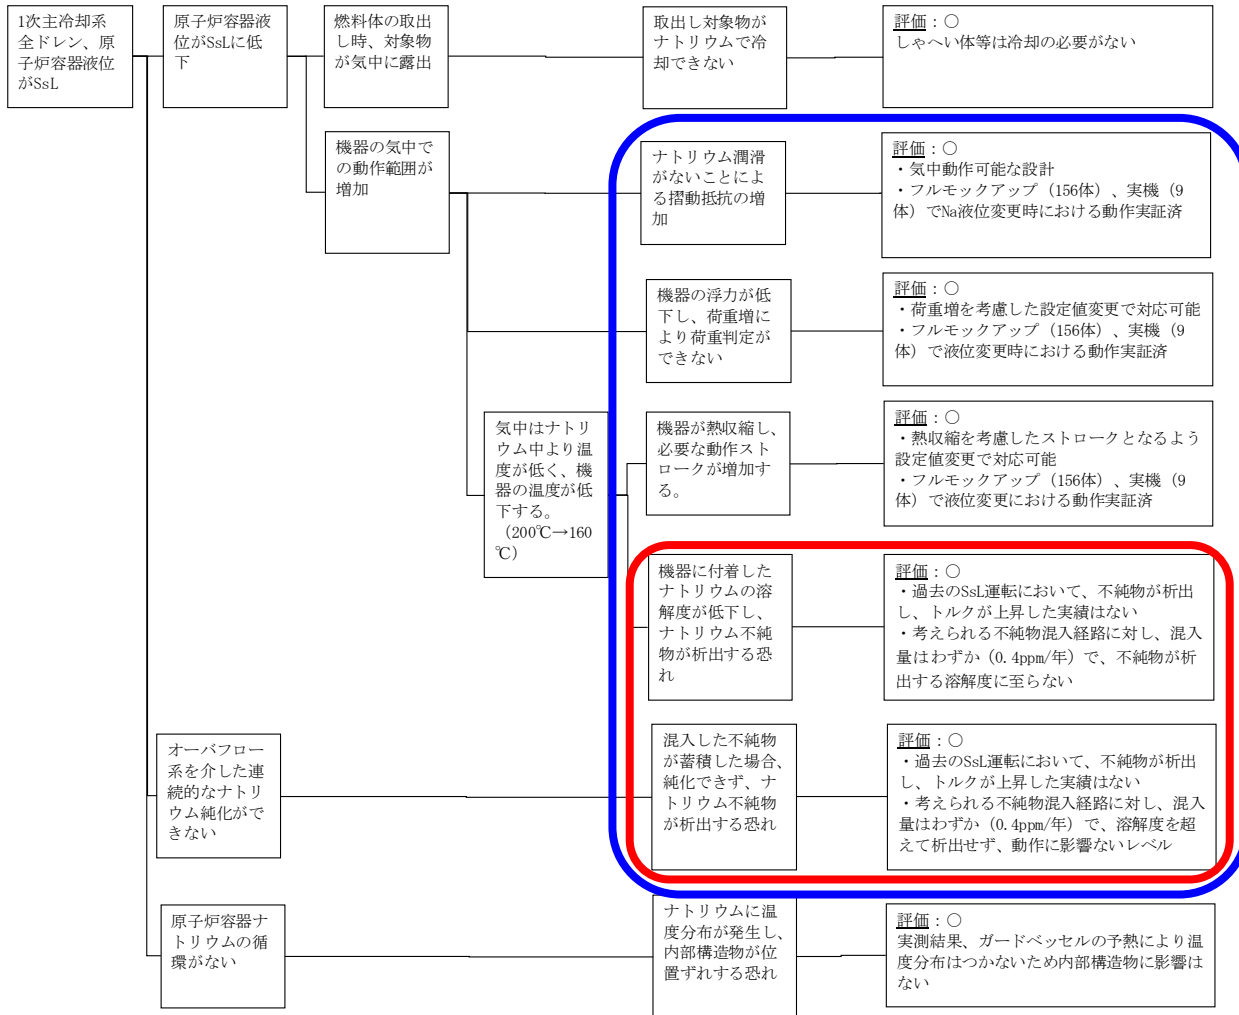 1次主冷却系
全ドレン、原
子炉容器液位
がSsL
原子炉容器液
位がSsLに低
下
燃料体の取出
し時、対象物
が気中に露出
取出し対象物が
ナトリウムで冷
却できない
評価：○
しゃへい体等は冷却の必要がない
機器の気中で
の動作範囲が
増加
ナトリウム潤滑
がないことによ
る摺動抵抗の増
加
評価：○
・気中動作可能な設計
・フルモックアップ（156体）、実機（9
体）でNa液位変更時における動作実証済
機器の浮力が低
下し、荷重増に
より荷重判定が
できない
評価：○
・荷重増を考慮した設定値変更で対応可能
・フルモックアップ（156体）、実機（9
体）で液位変更時における動作実証済
気中はナトリ
ウム中より温
度が低く、機
器の温度が低
下する。
（200℃→160
℃）
機器が熱収縮し、
必要な動作スト
ロークが増加す
る。
評価：○
・熱収縮を考慮したストロークとなるよう
設定値変更で対応可能
・フルモックアップ（156体）、実機（9
体）で液位変更における動作実証済
機器に付着した
ナトリウムの溶
解度が低下し、
ナトリウム不純
物が析出する恐
れ
評価：○
・過去のSsL運転において、不純物が析出
し、トルクが上昇した実績はない
・考えられる不純物混入経路に対し、混入
量はわずか（0.4ppm/年）で、不純物が析
出する溶解度に至らない
オーバフロー
系を介した連
続的なナトリ
ウム純化がで
きない
混入した不純物
が蓄積した場合、
純化できず、ナ
トリウム不純物
が析出する恐れ
評価：○
・過去のSsL運転において、不純物が析出
し、トルクが上昇した実績はない
・考えられる不純物混入経路に対し、混入
量はわずか（0.4ppm/年）で、溶解度を超
えて析出せず、動作に影響ないレベル
原子炉容器ナ
トリウムの循
環がない
ナトリウムに温
度分布が発生し、
内部構造物が位
置ずれする恐れ
評価：○
実測結果、ガードベッセルの予熱により温
度分布はつかないため内部構造物に影響は
ない